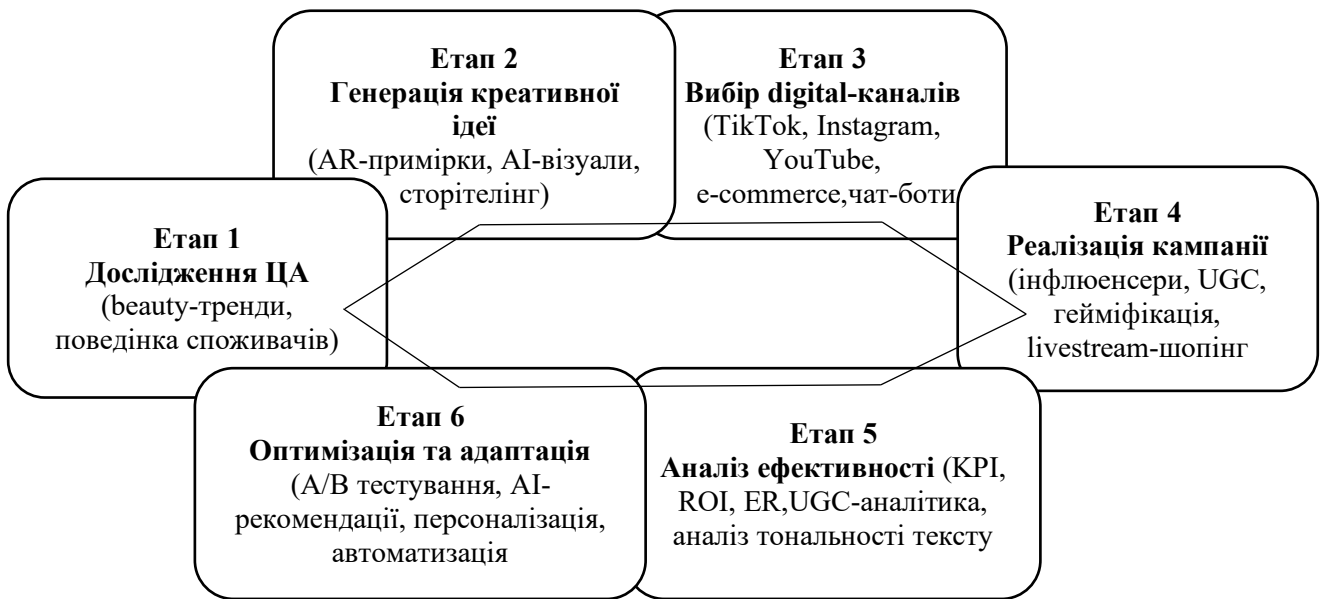 Етап 1
Дослідження ЦА
(beauty-тренди,
поведінка споживачів)
Етап 2
Генерація креативної
ідеї
(AR-примірки, AI-візуали,
сторітелінг)
Етап 3
Вибір digital-каналів
(TikTok, Instagram,
YouTube,
e-commerce,чат-боти
Етап 4
Реалізація кампанії
(інфлюенсери, UGC,
гейміфікація,
livestream-шопінг
Етап 5
Аналіз ефективності (KPI,
ROI, ER,UGC-аналітика,
аналіз тональності тексту
Етап 6
Оптимізація та адаптація
(A/B тестування, AI-
рекомендації, персоналізація,
автоматизація